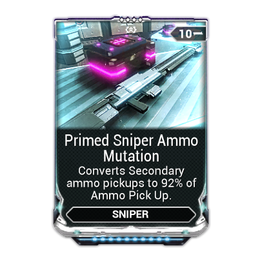 10
Primed Sniper Ammo
Mutation
Converts Secondary
ammo pickups to 92% of
Ammo Pick Up.
SNIPER